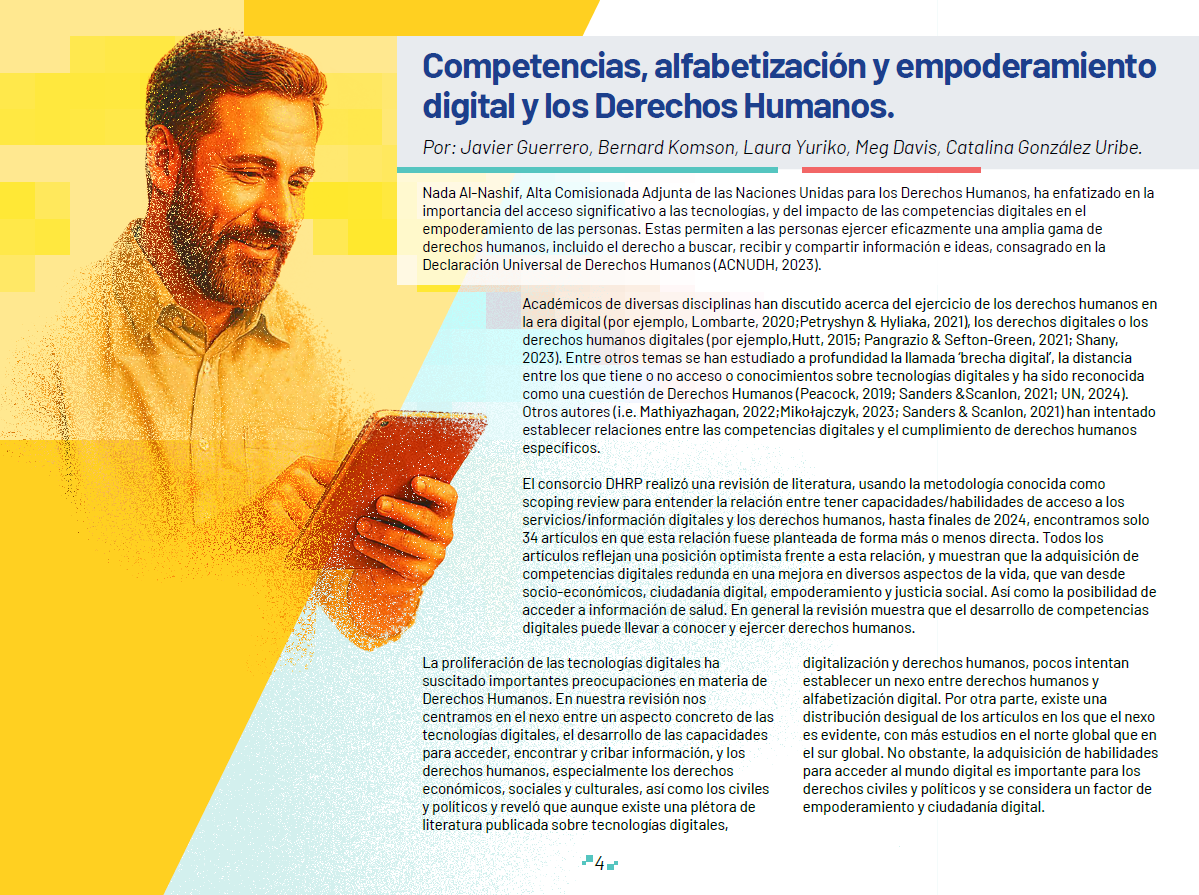 Competencias, alfabetización y empoderamiento
digital y los Derechos Humanos.
Por: Javier Guerrero, Bernard Komson, Laura Yuriko, Meg Davis, Catalina González Uribe.
Nada Al-Nashif, Alta Comisionada Adjunta de las Naciones Unidas para los Derechos Humanos, ha enfatizado en la
importancia del acceso significativo a las tecnologías, y del impacto de las competencias digitales en el
empoderamiento de las personas. Estas permiten a las personas ejercer eficazmente una amplia gama de
derechos humanos, incluido el derecho a buscar, recibir y compartir información e ideas, consagrado en la
Declaración Universal de Derechos Humanos (ACNUDH, 2023).
Académicos de diversas disciplinas han discutido acerca del ejercicio de los derechos humanos en
la era digital (por ejemplo, Lombarte, 2020;Petryshyn & Hyliaka, 2021), los derechos digitales o los
derechos humanos digitales (por ejemplo,Hutt, 2015; Pangrazio & Sefton-Green, 2021; Shany,
2023). Entre otros temas se han estudiado a profundidad la llamada ‘brecha digital’, la distancia
entre los que tiene o no acceso o conocimientos sobre tecnologías digitales y ha sido reconocida
como una cuestión de Derechos Humanos (Peacock, 2019; Sanders &Scanlon, 2021; UN, 2024).
Otros autores (i.e. Mathiyazhagan, 2022;Mikołajczyk, 2023; Sanders & Scanlon, 2021) han intentado
establecer relaciones entre las competencias digitales y el cumplimiento de derechos humanos
específicos.
El consorcio DHRP realizó una revisión de literatura, usando la metodología conocida como
scoping review para entender la relación entre tener capacidades/habilidades de acceso a los
servicios/información digitales y los derechos humanos, hasta finales de 2024, encontramos solo
34 artículos en que esta relación fuese planteada de forma más o menos directa. Todos los
artículos reflejan una posición optimista frente a esta relación, y muestran que la adquisición de
competencias digitales redunda en una mejora en diversos aspectos de la vida, que van desde
socio-económicos, ciudadanía digital, empoderamiento y justicia social. Así como la posibilidad de
acceder a información de salud. En general la revisión muestra que el desarrollo de competencias
digitales puede llevar a conocer y ejercer derechos humanos.
La proliferación de las tecnologías digitales ha
suscitado importantes preocupaciones en materia de
Derechos Humanos. En nuestra revisión nos
centramos en el nexo entre un aspecto concreto de las
tecnologías digitales, el desarrollo de las capacidades
para acceder, encontrar y cribar información, y los
derechos humanos, especialmente los derechos
económicos, sociales y culturales, así como los civiles
y políticos y reveló que aunque existe una plétora de
literatura publicada sobre tecnologías digitales,
digitalización y derechos humanos, pocos intentan
establecer un nexo entre derechos humanos y
alfabetización digital. Por otra parte, existe una
distribución desigual de los artículos en los que el nexo
es evidente, con más estudios en el norte global que en
el sur global. No obstante, la adquisición de habilidades
para acceder al mundo digital es importante para los
derechos civiles y políticos y se considera un factor de
empoderamiento y ciudadanía digital.
4